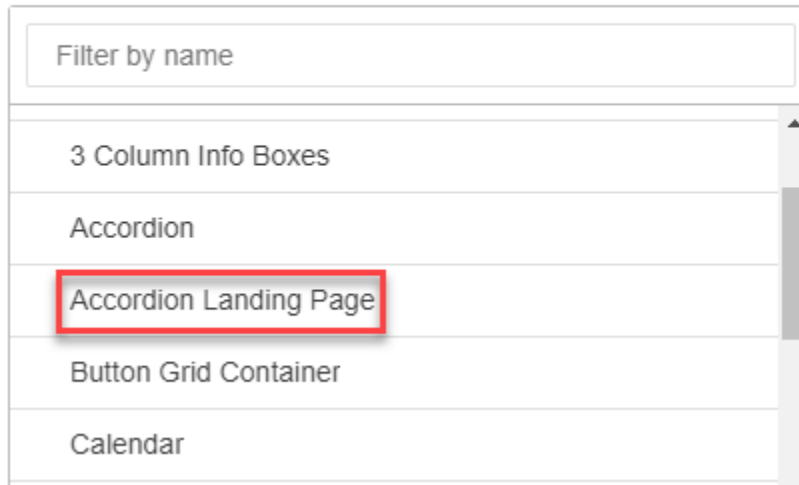 Filter by name
3 Column Info Boxes
Accordion
Accordion Landing Page
Button Grid Container
Calendar